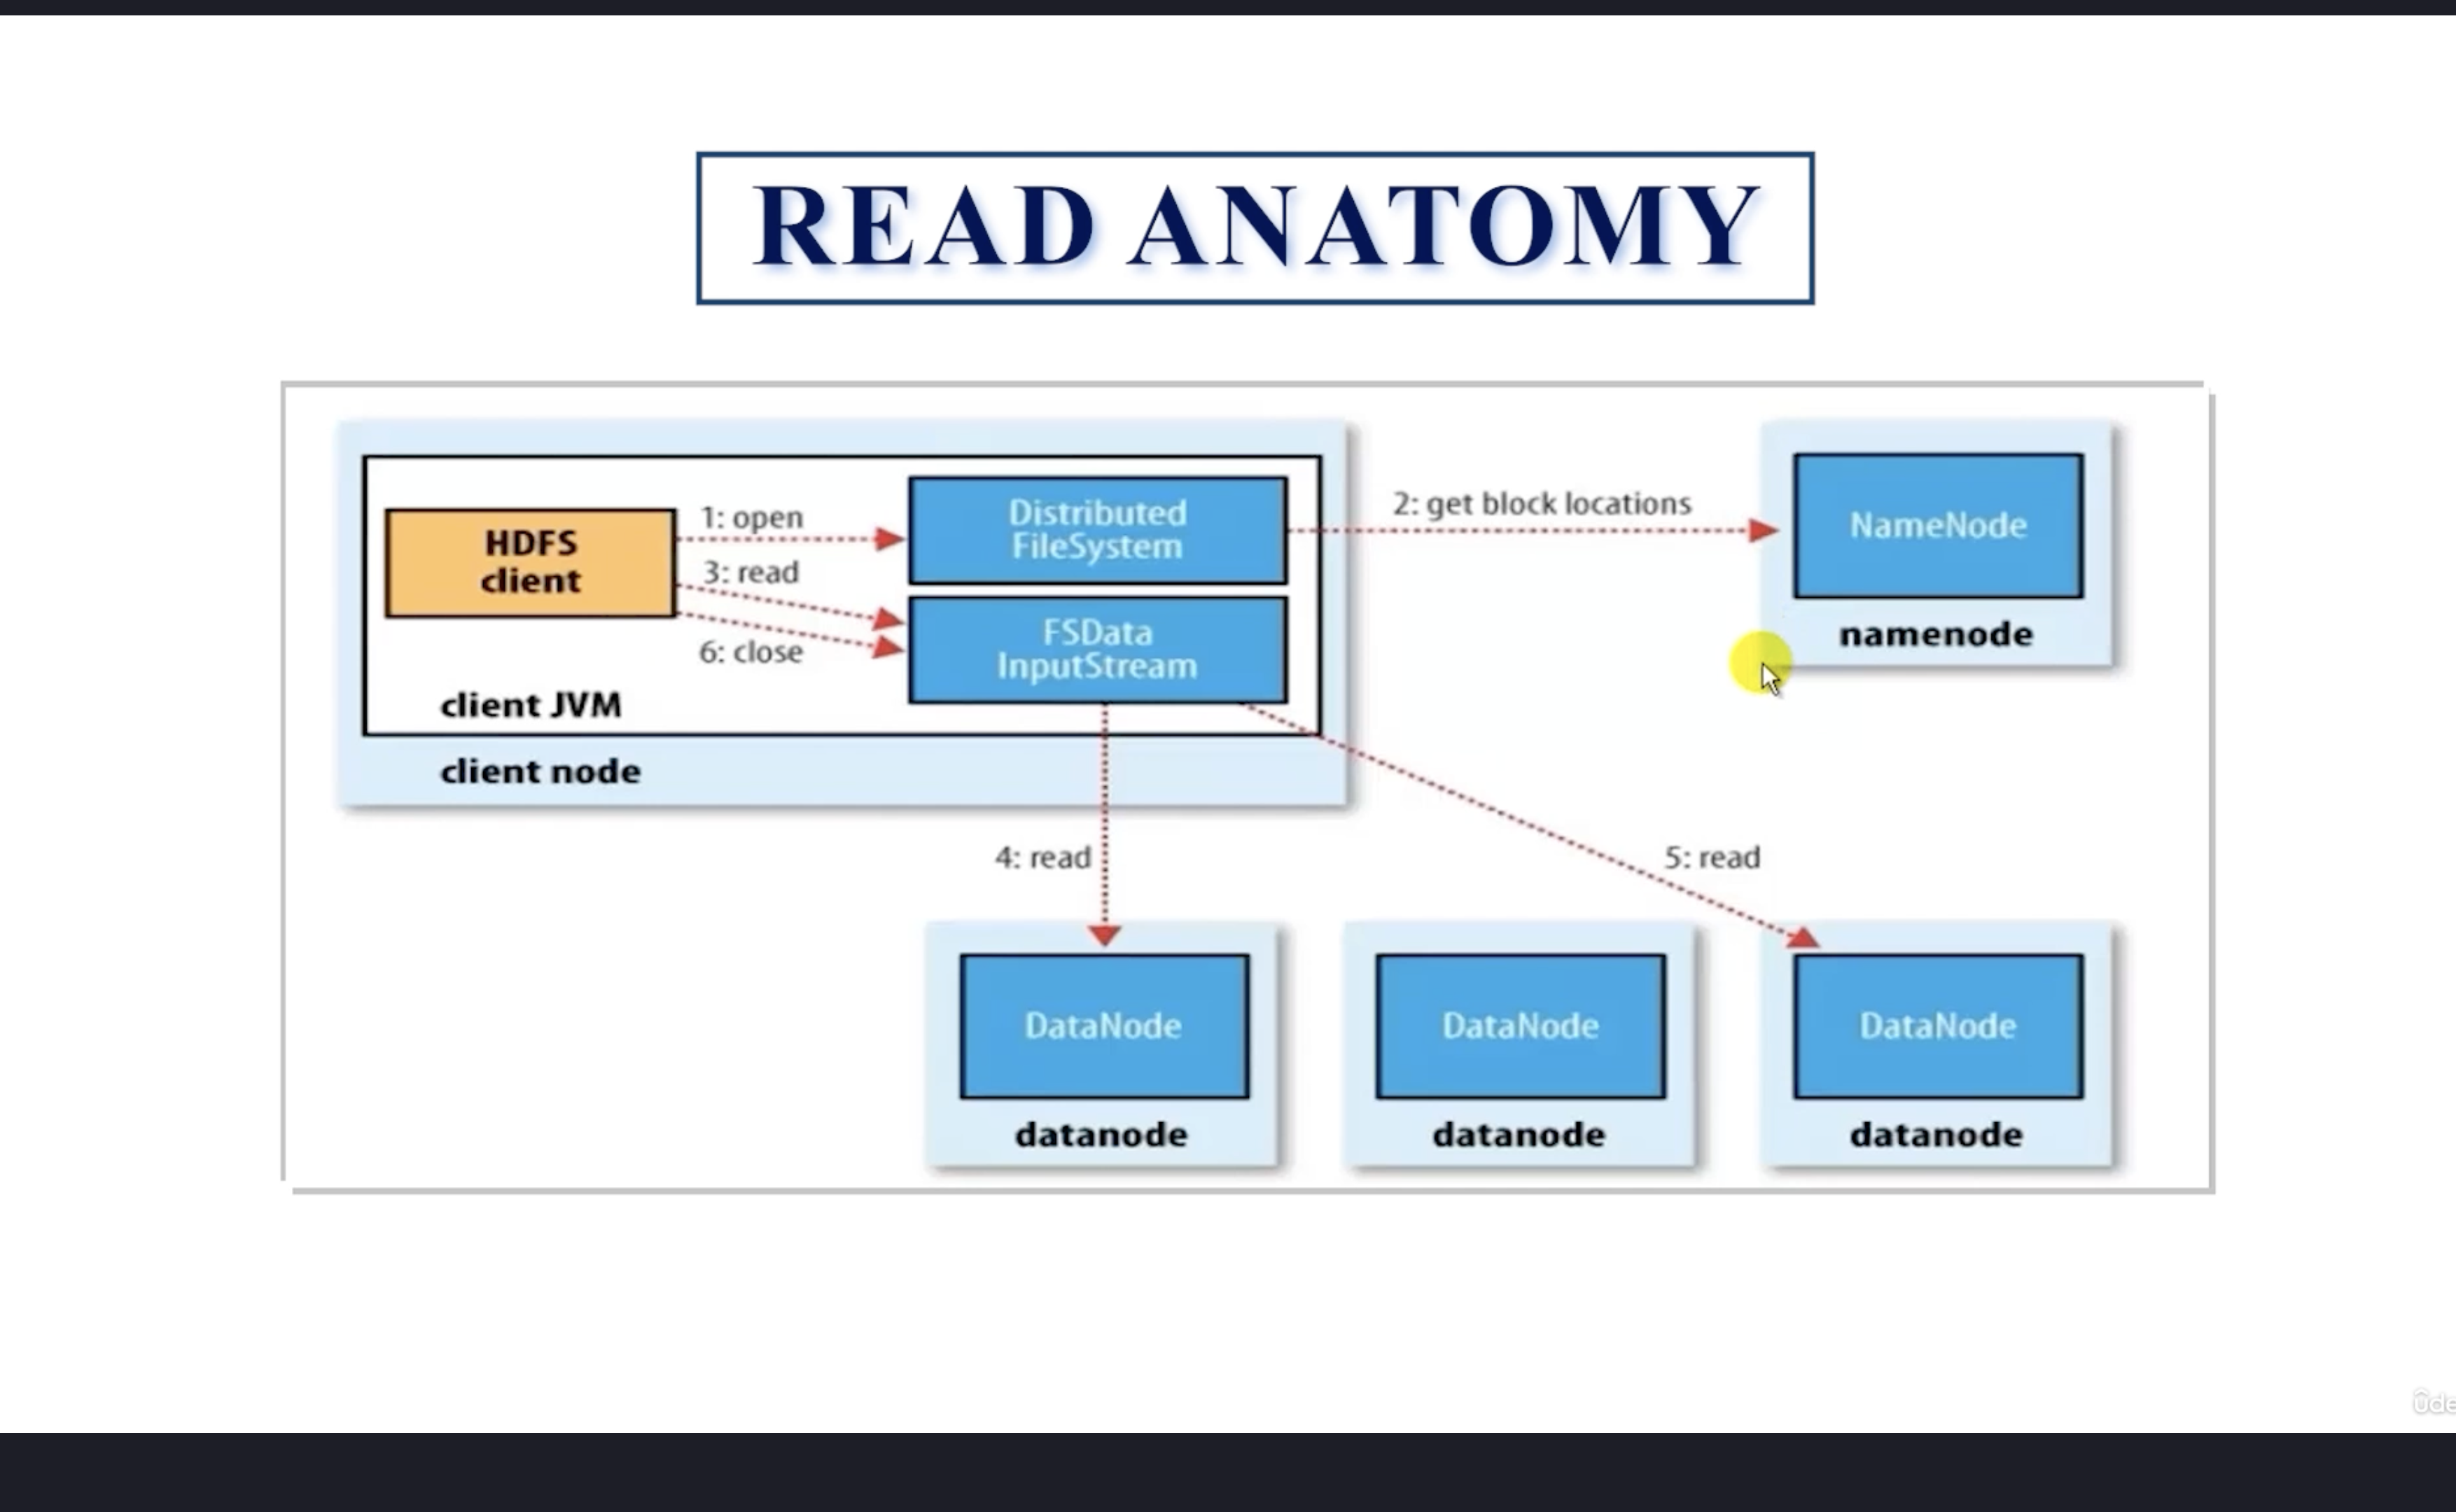 READ ANATOMY
HDFS
client
1: open
3: read
6: close
Distributed
FileSystem
FSData
InputStream
client JVM
client node
2: get block locations
NameNode
namenode
4: read
5: read
DataNode
datanode
DataNode
datanode
DataNode
datanode